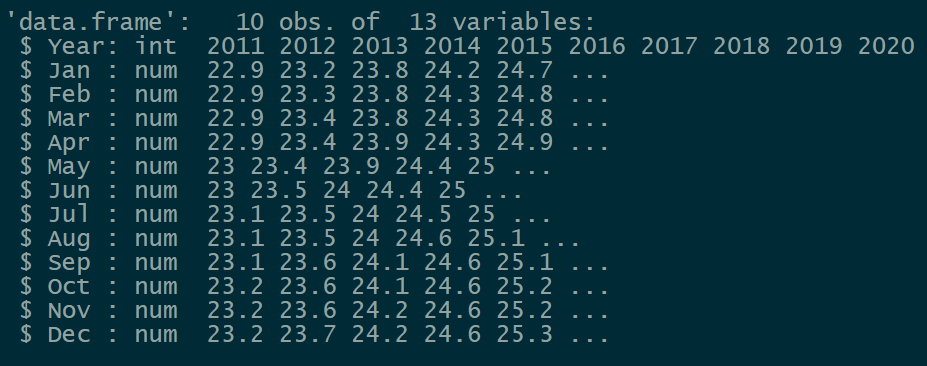 'data.frame':   10 obs. of  13 variables:
 $ Year: int  2011 2012 2013 2014 2015 2016 2017 2018 2019 2020
 $ Jan : num  22.9 23.2 23.8 24.2 24.7 ...
 $ Feb : num  22.9 23.3 23.8 24.3 24.8 ...
 $ Mar : num  22.9 23.4 23.8 24.3 24.8 ...
 $ Apr : num  22.9 23.4 23.9 24.3 24.9 ...
 $ May : num  23 23.4 23.9 24.4 25 ...
 $ Jun : num  23 23.5 24 24.4 25 ...
 $ Jul : num  23.1 23.5 24 24.5 25 ...
 $ Aug : num  23.1 23.5 24 24.6 25.1 ...
 $ Sep : num  23.1 23.6 24.1 24.6 25.1 ...
 $ Oct : num  23.2 23.6 24.1 24.6 25.2 ...
 $ Nov : num  23.2 23.6 24.2 24.6 25.2 ...
 $ Dec : num  23.2 23.7 24.2 24.6 25.3 ...